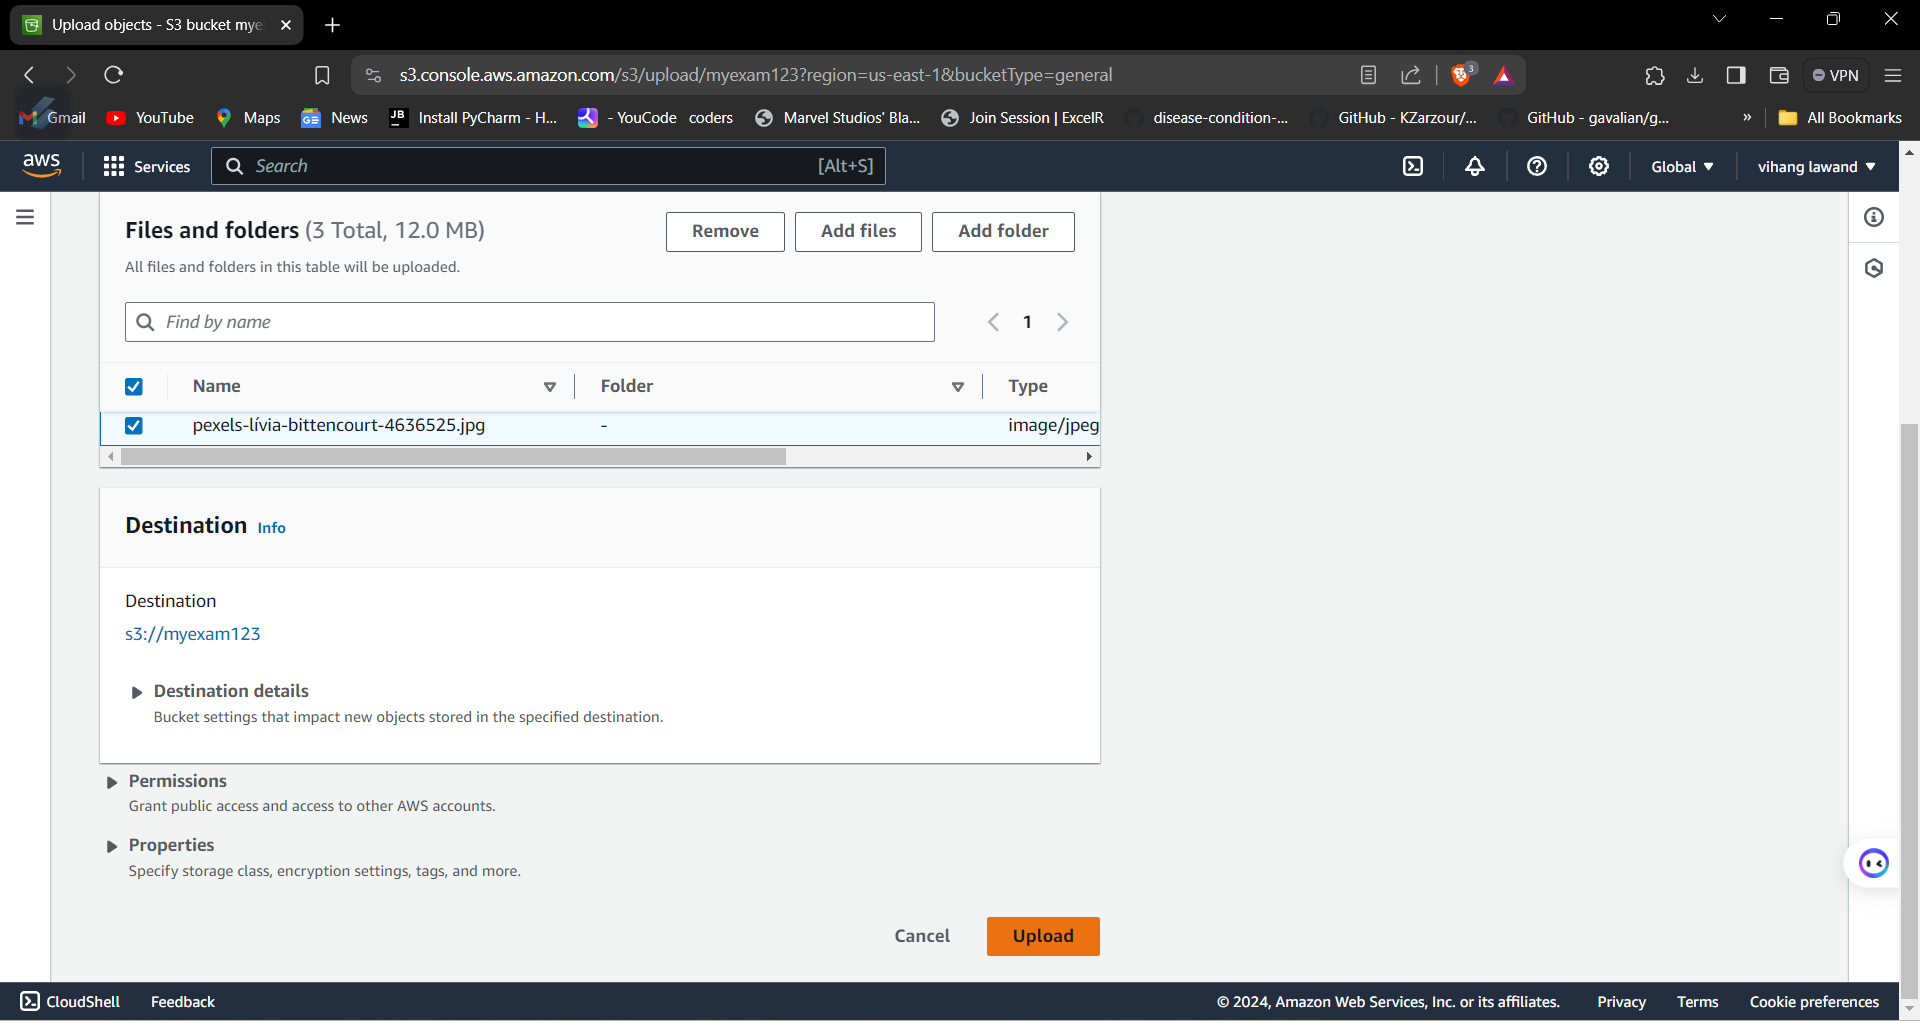 Upload objects - S3 bucket mye
s3.console.aws.amazon.com/s3/upload/myexam123?region=us-east-1&bucketType=general
3
VPN
Gmail
YouTube
Maps
News
Install PyCharm - H...
- YouCode coders
Marvel Studios' Bla...
Join Session | ExcelR
disease-condition-...
GitHub - KZarzour/...
GitHub - gavalian/g...
»
All Bookmarks
aws
Services
Search
[Alt+S]
Global
vihang lawand
Files and folders (3 Total, 12.0 MB)
Remove
Add files
Add folder
All files and folders in this table will be uploaded.
Find by name
1
Name
Folder
Type
pexels-lívia-bittencourt-4636525.jpg
-
image/jpeg
Destination Info
Destination
s3://myexam123
Destination details
Bucket settings that impact new objects stored in the specified destination.
Permissions
Grant public access and access to other AWS accounts.
Properties
Specify storage class, encryption settings, tags, and more.
Cancel
Upload
CloudShell
Feedback
© 2024, Amazon Web Services, Inc. or its affiliates.
Privacy
Terms
Cookie preferences